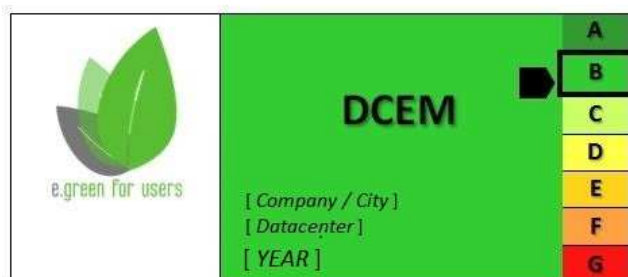 e.green for users
DCEM
[ Company / City ]
[ Datacenter ]
[ YEAR ]
A
B
C
D
E
F
G